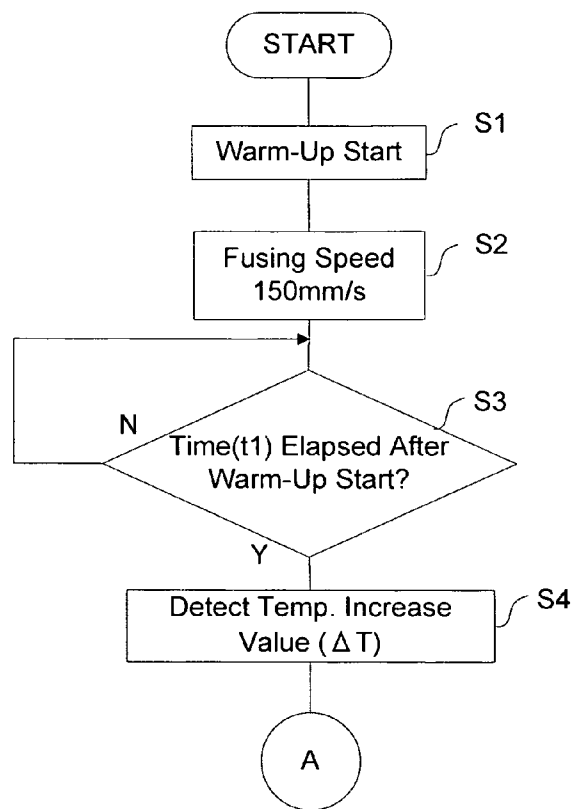 START
S1
Warm-Up Start
S2
Fusing Speed
150mm/s
S3
N
Time(t1) Elapsed After
Warm-Up Start?
Y
S4
Detect Temp. Increase
Value (ΔT)
A